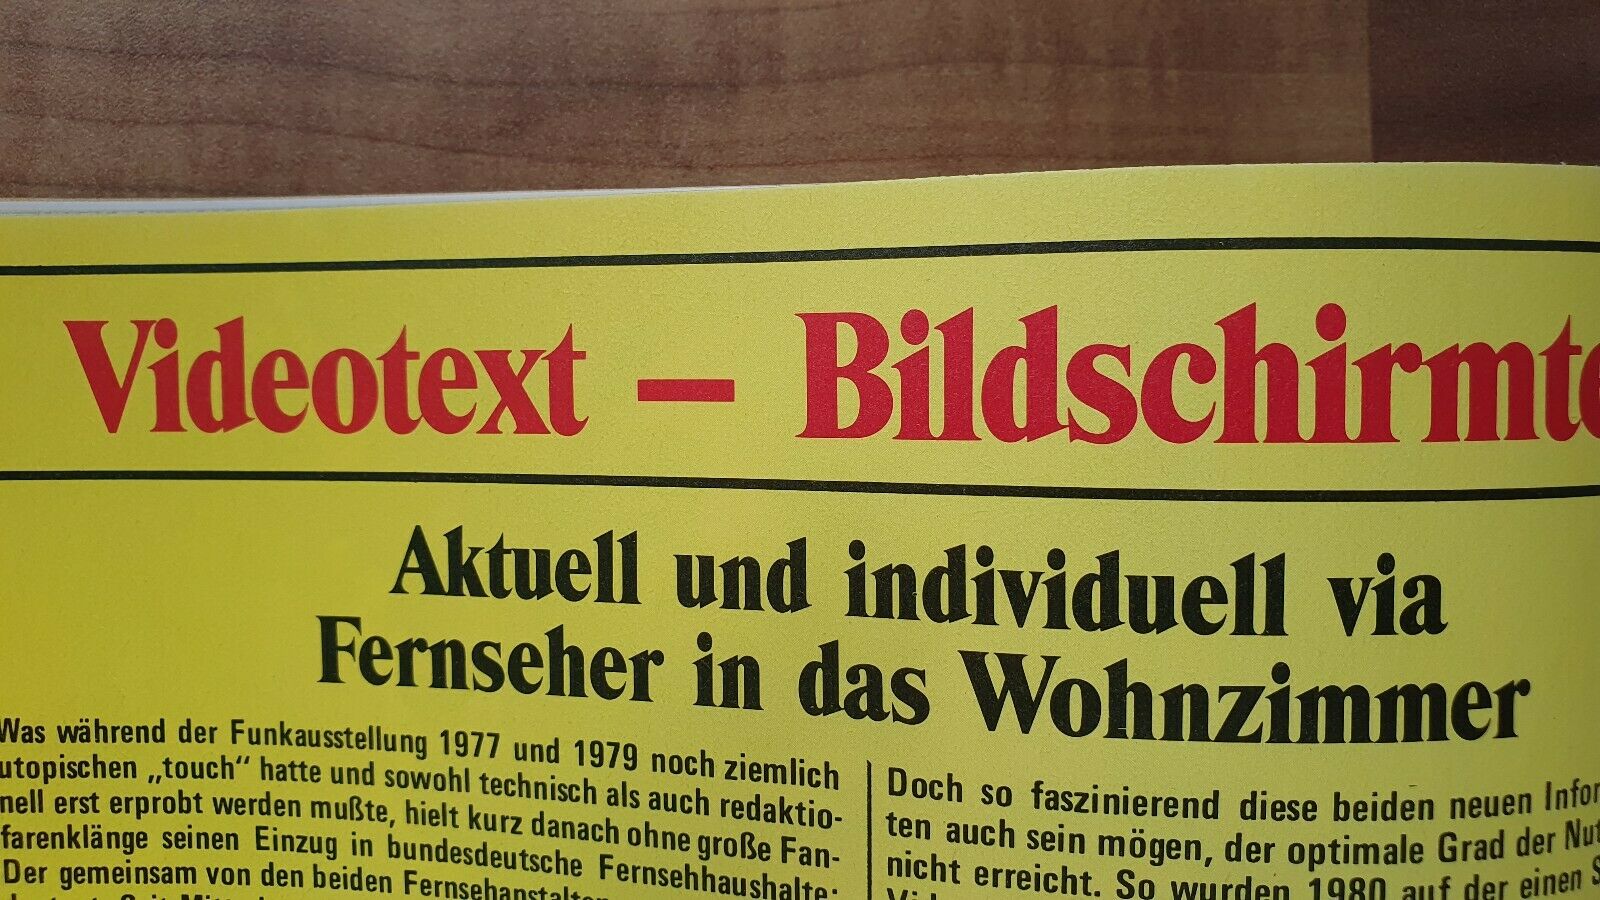 Videotext – Bildschirmte
Aktuell und individuell via
Fernseher in das Wohnzimmer
Was während der Funkausstellung 1977 und 1979 noch ziemlich
utopischen „touch“ hatte und sowohl technisch als auch redaktio-
nell erst erprobt werden mußte, hielt kurz danach ohne große Fan-
farenklänge seinen Einzug in bundesdeutsche Fernsehhaushalte:
Der gemeinsam von den beiden Fernsehanstalten
Doch so faszinierend diese beiden neuen Infor
ten auch sein mögen, der optimale Grad der Nut
nicht erreicht. So wurden 1980 auf der einen S